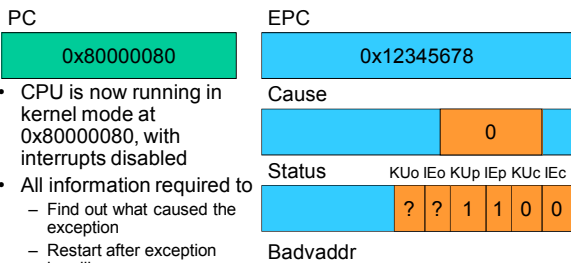 PC
0x80000080
• CPU is now running in
kernel mode at
0x80000080, with
interrupts disabled
• All information required to
– Find out what caused the
exception
– Restart after exception
EPC
0x12345678
Cause
0
Status
KUo IEo KUp IEp KUc IEc
? ? 1 1 0 0
Badvaddr